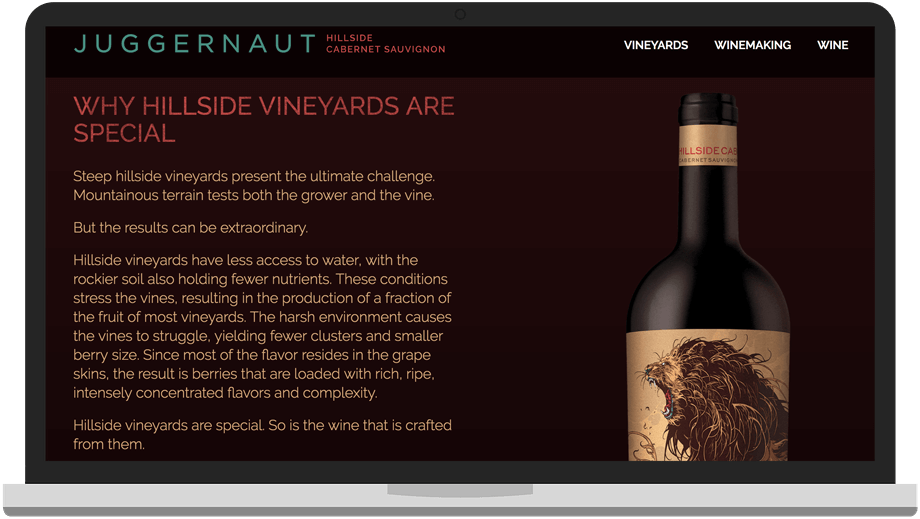 JUGGERNAUT
HILLSIDE
CABERNET SAUVIGNON
VINEYARDS WINEMAKING WINE
WHY HILLSIDE VINEYARDS ARE
SPECIAL
Steep hillside vineyards present the ultimate challenge.
Mountainous terrain tests both the grower and the vine.
But the results can be extraordinary.
Hillside vineyards have less access to water, with the
rockier soil also holding fewer nutrients. These conditions
stress the vines, resulting in the production of a fraction of
the fruit of most vineyards. The harsh environment causes
the vines to struggle, yielding fewer clusters and smaller
berry size. Since most of the flavor resides in the grape
skins, the result is berries that are loaded with rich, ripe,
intensely concentrated flavors and complexity.
Hillside vineyards are special. So is the wine that is crafted
from them.
HILLSIDE CAB
CABERNET SAUVIGNON